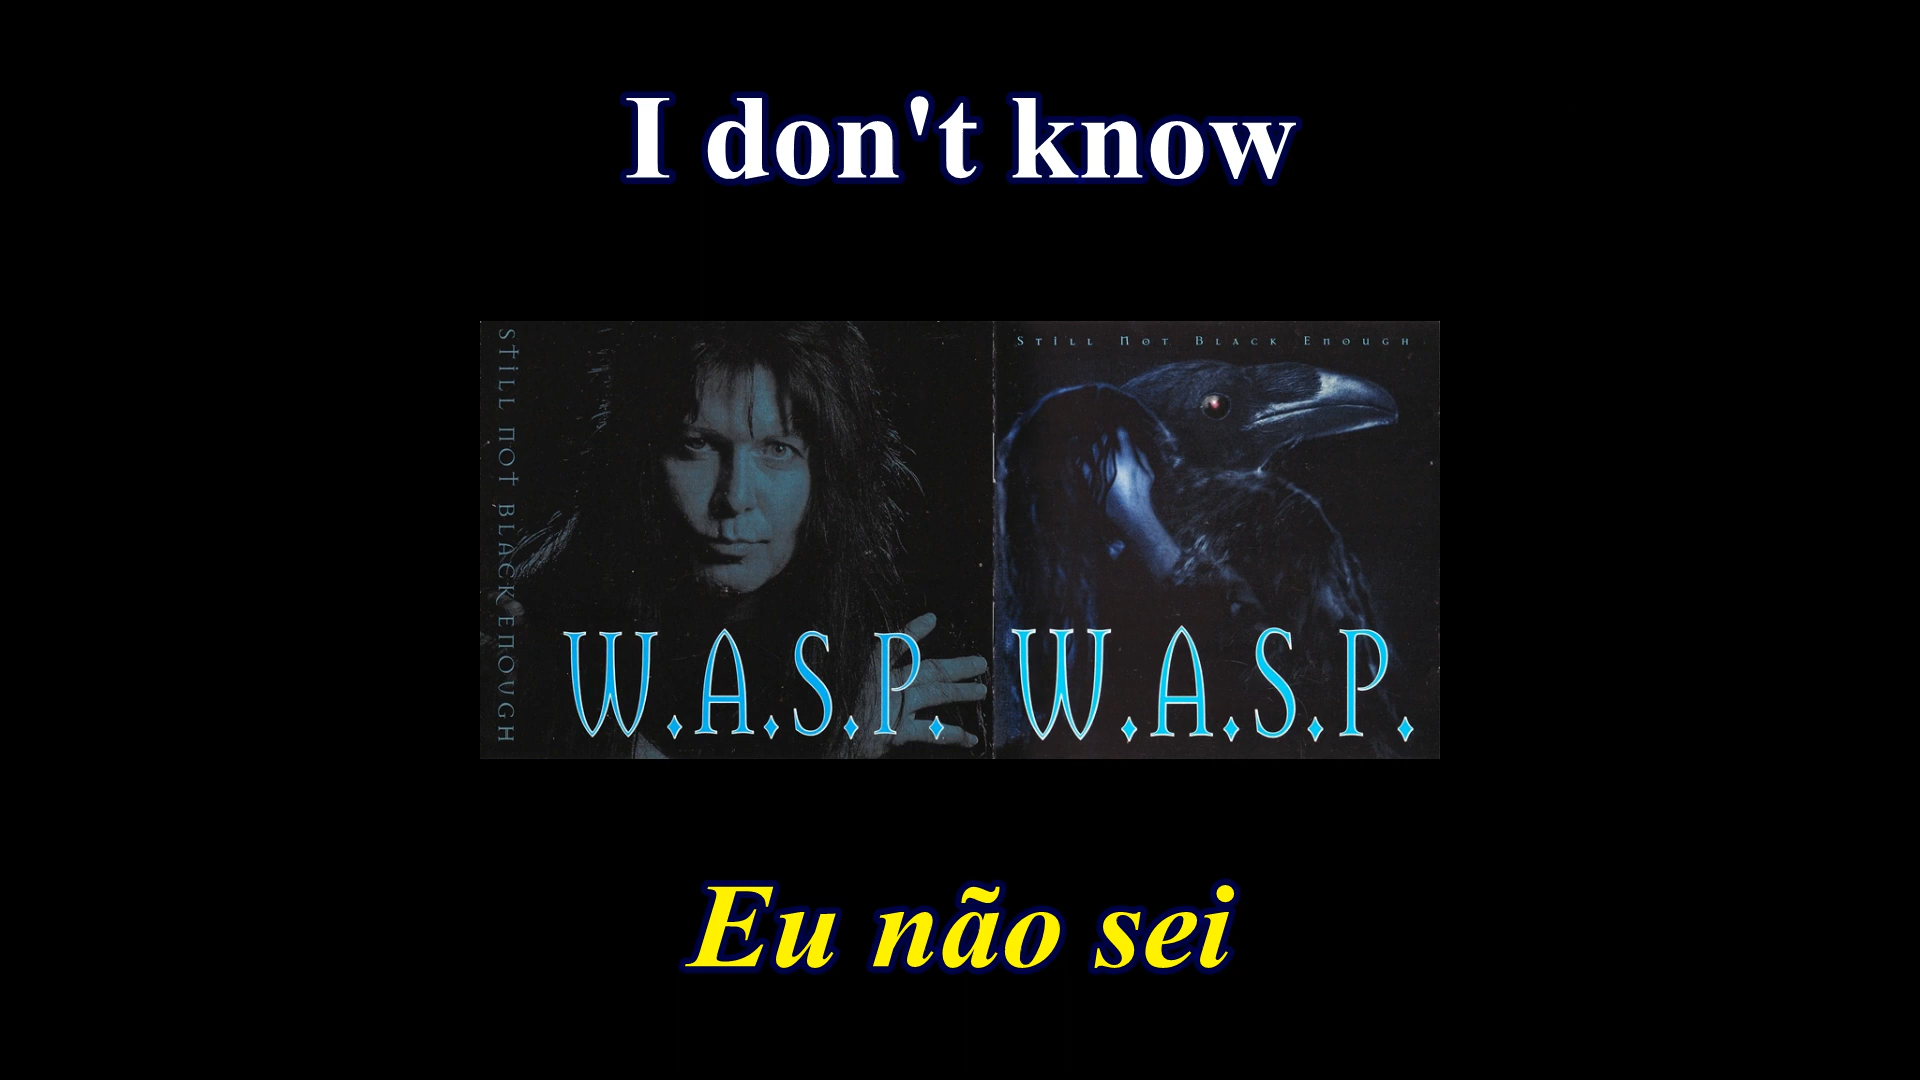 I don't know
STILL NOT BLACK ENOUGH
Still Not Black Enough
W.A.S.P.
W.A.S.P.
Eu não sei